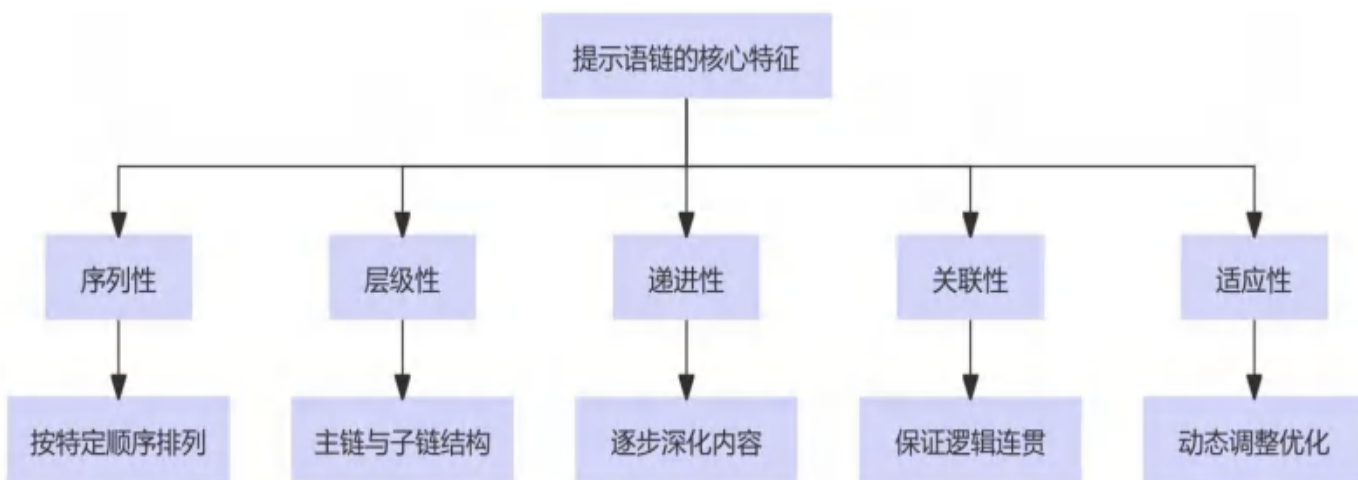 提示语链的核心特征
序列性
层级性
递进性
关联性
适应性
按特定顺序排列
主链与子链结构
逐步深化内容
保证逻辑连贯
动态调整优化